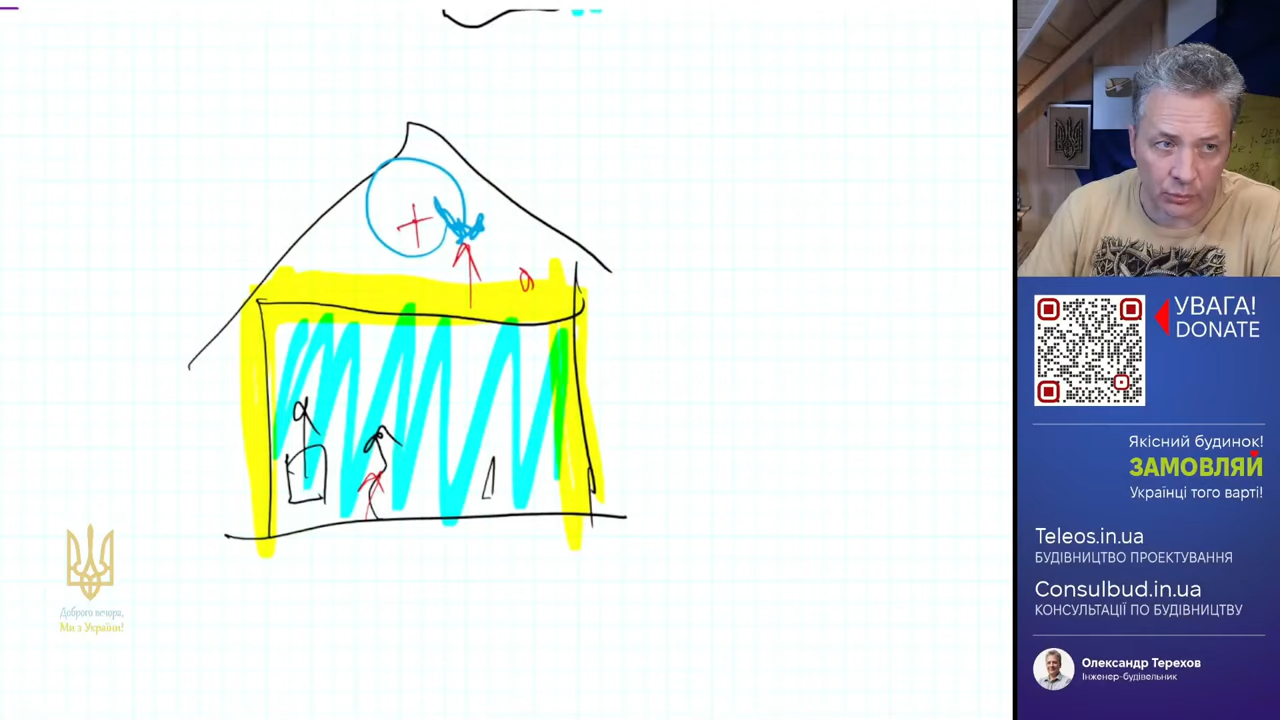 УВАГА!
DONATE
Якісний будинок!
ЗАМОВЛЯЙ
Українці того варті!
Teleos.in.ua
БУДІВНИЦТВО ПРОЕКТУВАННЯ
Consulbud.in.ua
КОНСУЛЬТАЦІЇ ПО БУДІВНИЦТВУ
Олександр Терехов
Інженер-будівельник
Доброго вечора,
Ми з України!